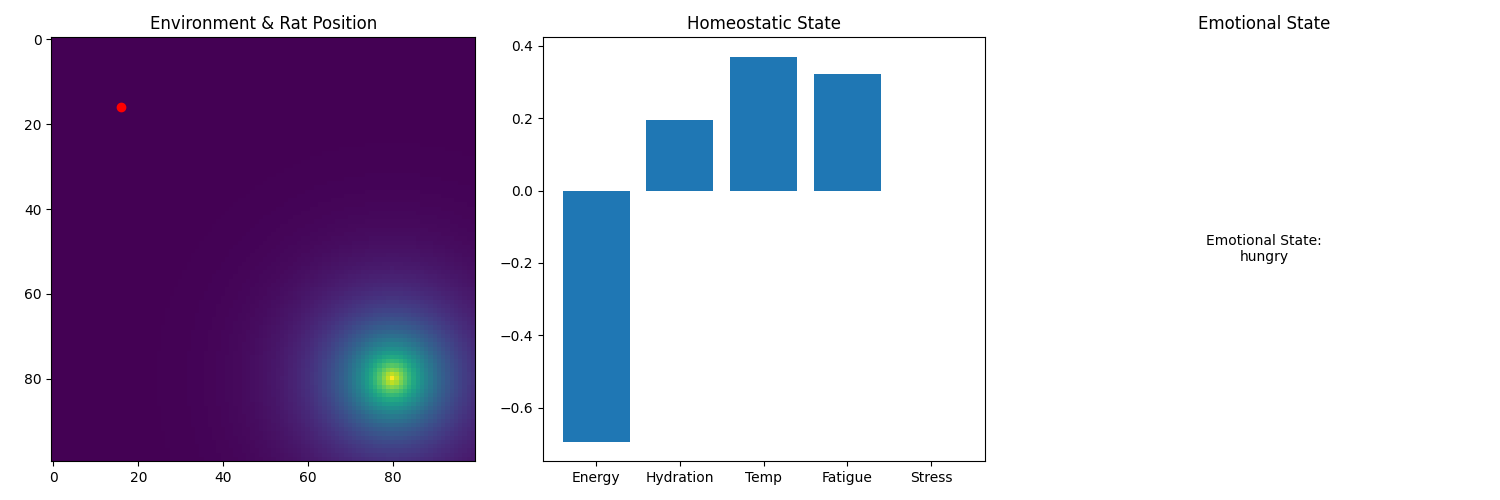 Environment & Rat Position
0
20
40
60
80
0
20
40
60
80
Homeostatic State
0.4
0.2
0.0
−0.2
−0.4
−0.6
Energy
Hydration
Temp
Fatigue
Stress
Emotional State
Emotional State:
hungry